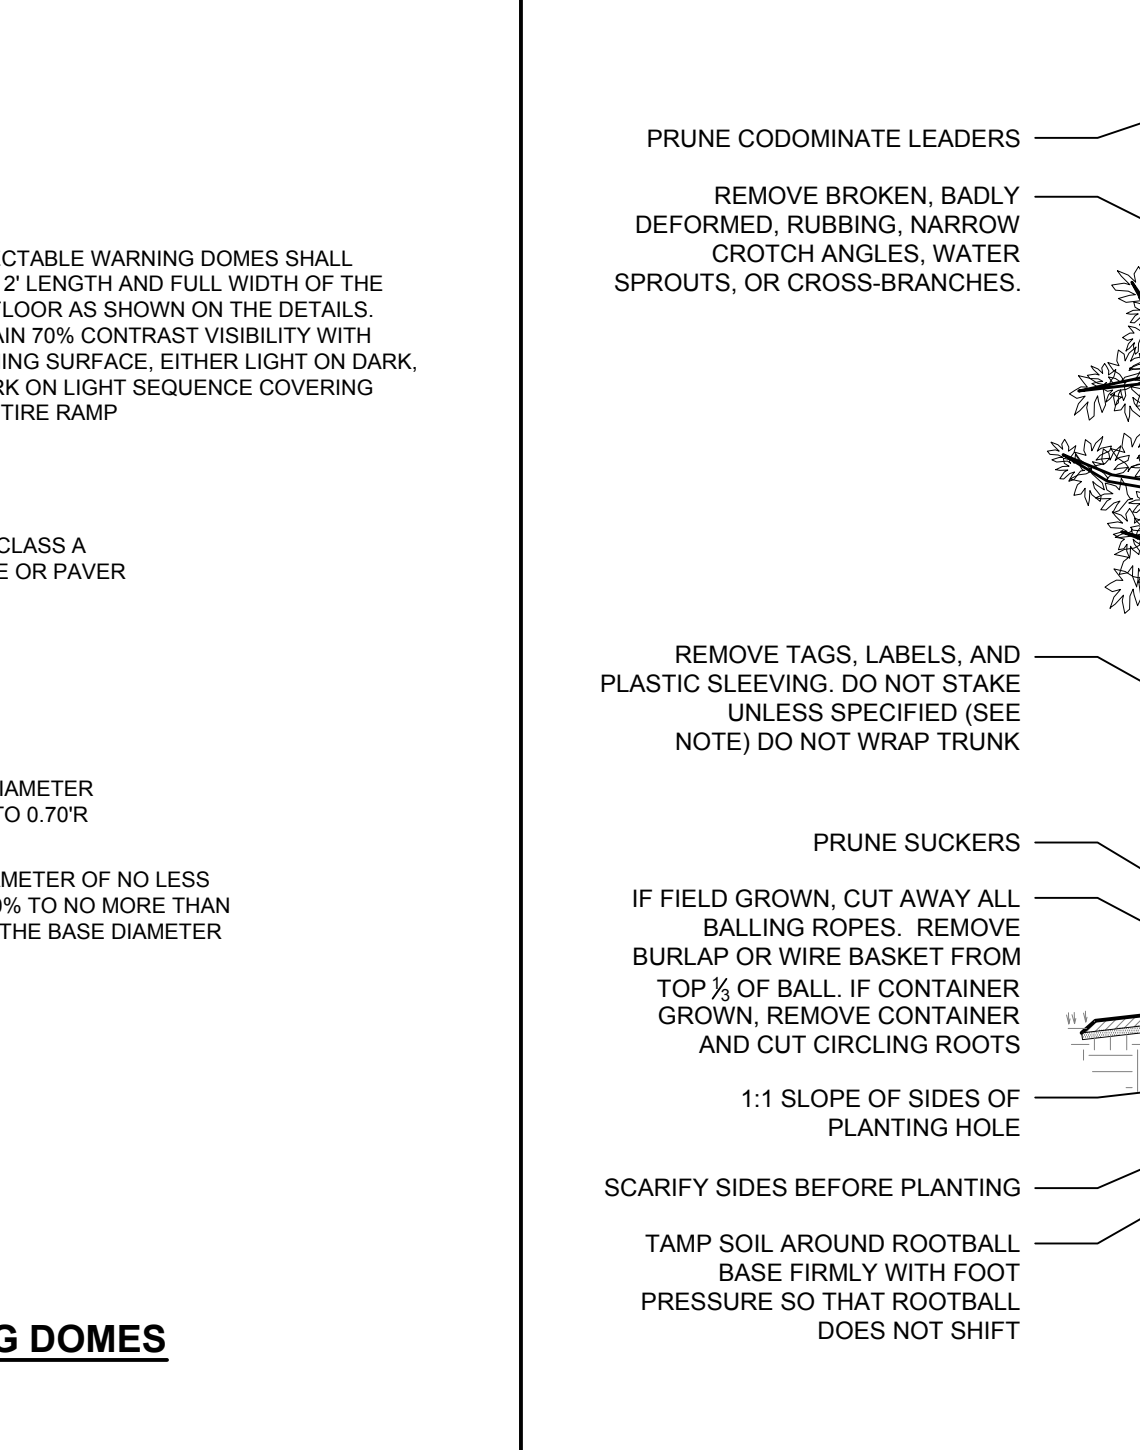 ECTABLE WARNING DOMES SHALL
2' LENGTH AND FULL WIDTH OF THE
LOOR AS SHOWN ON THE DETAILS.
AIN 70% CONTRAST VISIBILITY WITH
ING SURFACE, EITHER LIGHT ON DARK,
RK ON LIGHT SEQUENCE COVERING
TIRE RAMP
CLASS A
E OR PAVER
IAMETER
TO 0.70'R
METER OF NO LESS
0% TO NO MORE THAN
THE BASE DIAMETER
G DOMES
PRUNE CODOMINATE LEADERS
REMOVE BROKEN, BADLY
DEFORMED, RUBBING, NARROW
CROTCH ANGLES, WATER
SPROUTS, OR CROSS-BRANCHES.
REMOVE TAGS, LABELS, AND
PLASTIC SLEEVING. DO NOT STAKE
UNLESS SPECIFIED (SEE
NOTE) DO NOT WRAP TRUNK
PRUNE SUCKERS
IF FIELD GROWN, CUT AWAY ALL
BALLING ROPES.  REMOVE
BURLAP OR WIRE BASKET FROM
TOP ⅓ OF BALL. IF CONTAINER
GROWN, REMOVE CONTAINER
AND CUT CIRCLING ROOTS
1:1 SLOPE OF SIDES OF
PLANTING HOLE
SCARIFY SIDES BEFORE PLANTING
TAMP SOIL AROUND ROOTBALL
BASE FIRMLY WITH FOOT
PRESSURE SO THAT ROOTBALL
DOES NOT SHIFT